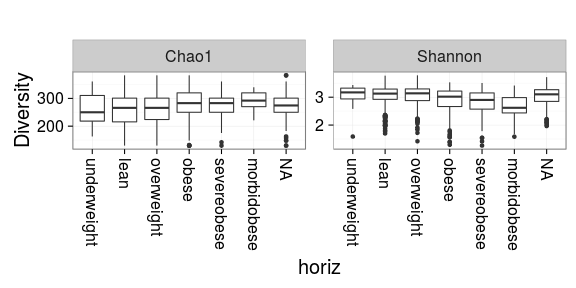 Chao1 Shannon
Diversity
300
200
3
2
underweight
lean
overweight
obese
severeobese
morbidobese
NA
underweight
lean
overweight
obese
severeobese
morbidobese
NA
horiz